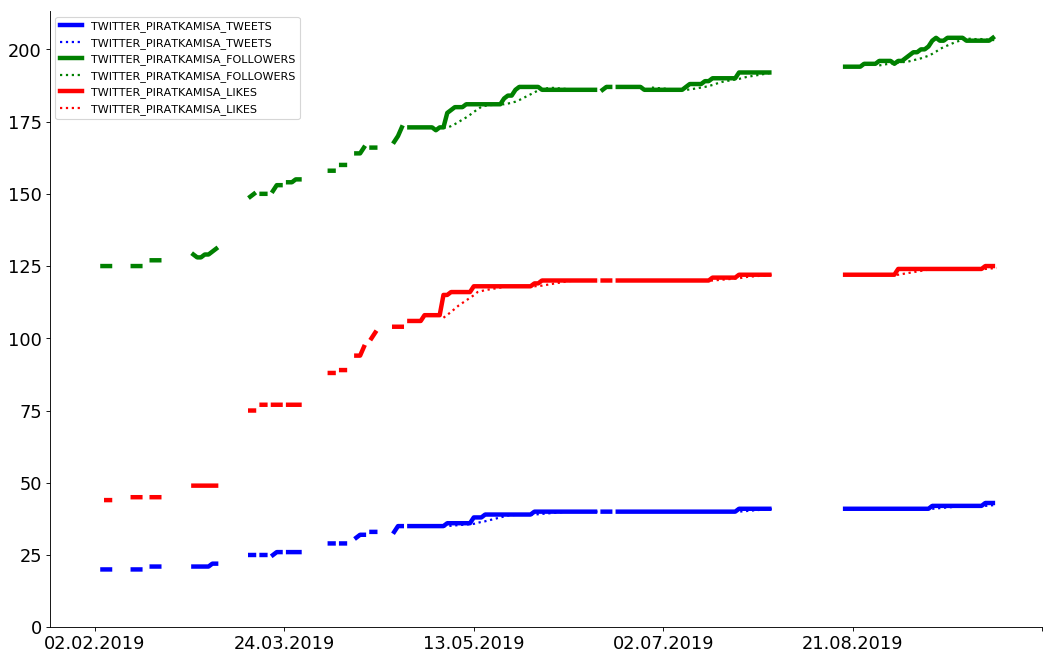 TWITTER_PIRATKAMISA_TWEETS
TWITTER_PIRATKAMISA_TWEETS
TWITTER_PIRATKAMISA_FOLLOWERS
TWITTER_PIRATKAMISA_FOLLOWERS
TWITTER_PIRATKAMISA_LIKES
TWITTER_PIRATKAMISA_LIKES
200
175
150
125
100
75
50
25
0
02.02.2019 24.03.2019 13.05.2019 02.07.2019 21.08.2019